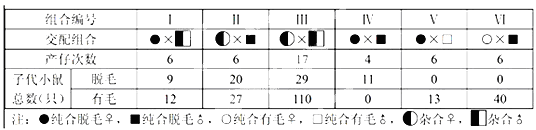 组合编号 I II III IV V VI
交配组合 ●×◨ ◐×■ ◐×◨ ●×■ ●×□ ○×■
产仔次数 6 6 17 4 6 6
子代小鼠 脱毛 9 20 29 11 0 0
总数(只) 有毛 12 27 110 0 13 40
注：●纯合脱毛♀，■纯合脱毛♂，○纯合有毛♀，□纯合有毛♂，◐杂合♀，◨杂合♂